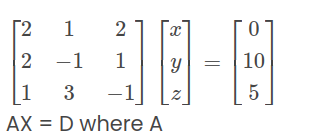 [2 1 2] [x] [0]
[2 -1 1] [y] = [10]
[1 3 -1] [z] [5]
AX = D where A